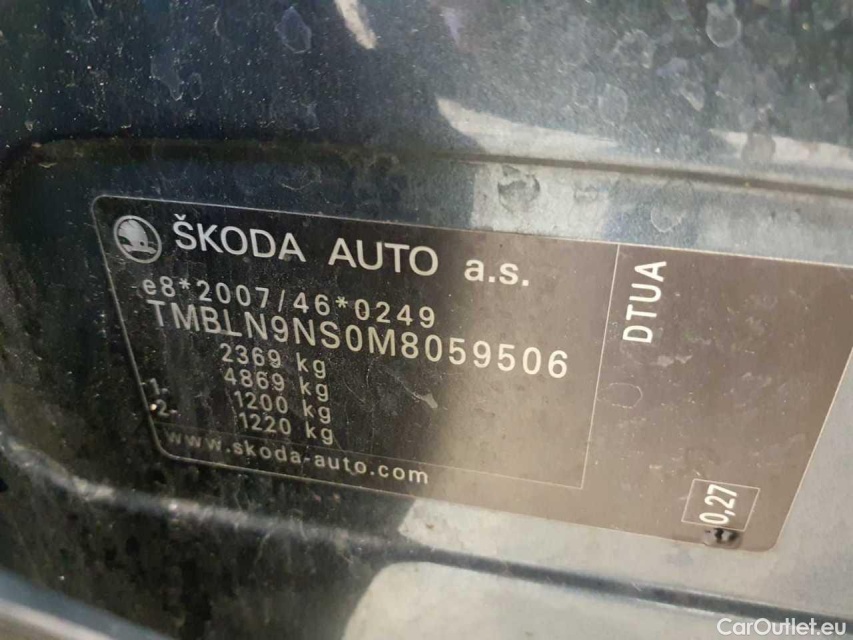 ŠKODA AUTO a.s.
e8*2007/46*0249
TMBLN9NS0M8059506
2369 kg
4869 kg
-1- 1200 kg
-2- 1220 kg
www.skoda-auto.com
DTUA
0,27
CarOutlet.eu